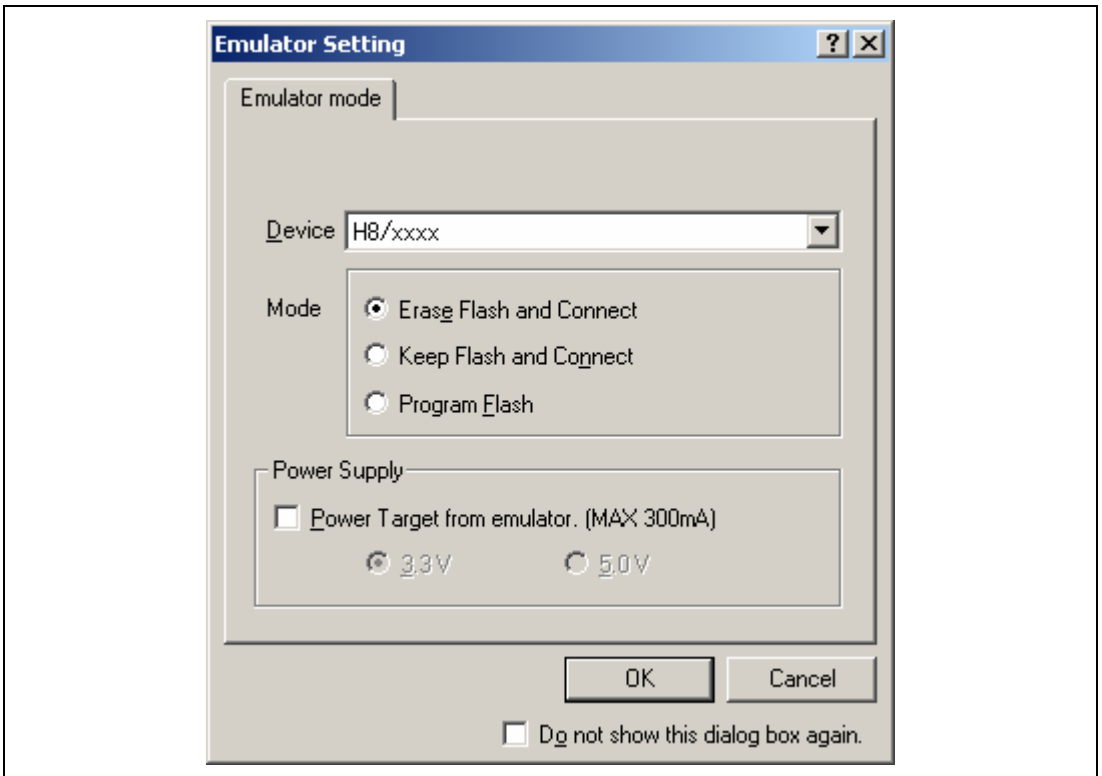 Emulator Setting
Emulator mode
Device H8/xxxx
Mode
Erase Flash and Connect
Keep Flash and Connect
Program Flash
Power Supply
Power Target from emulator. (MAX 300mA)
3.3V 5.0V
OK Cancel
Do not show this dialog box again.